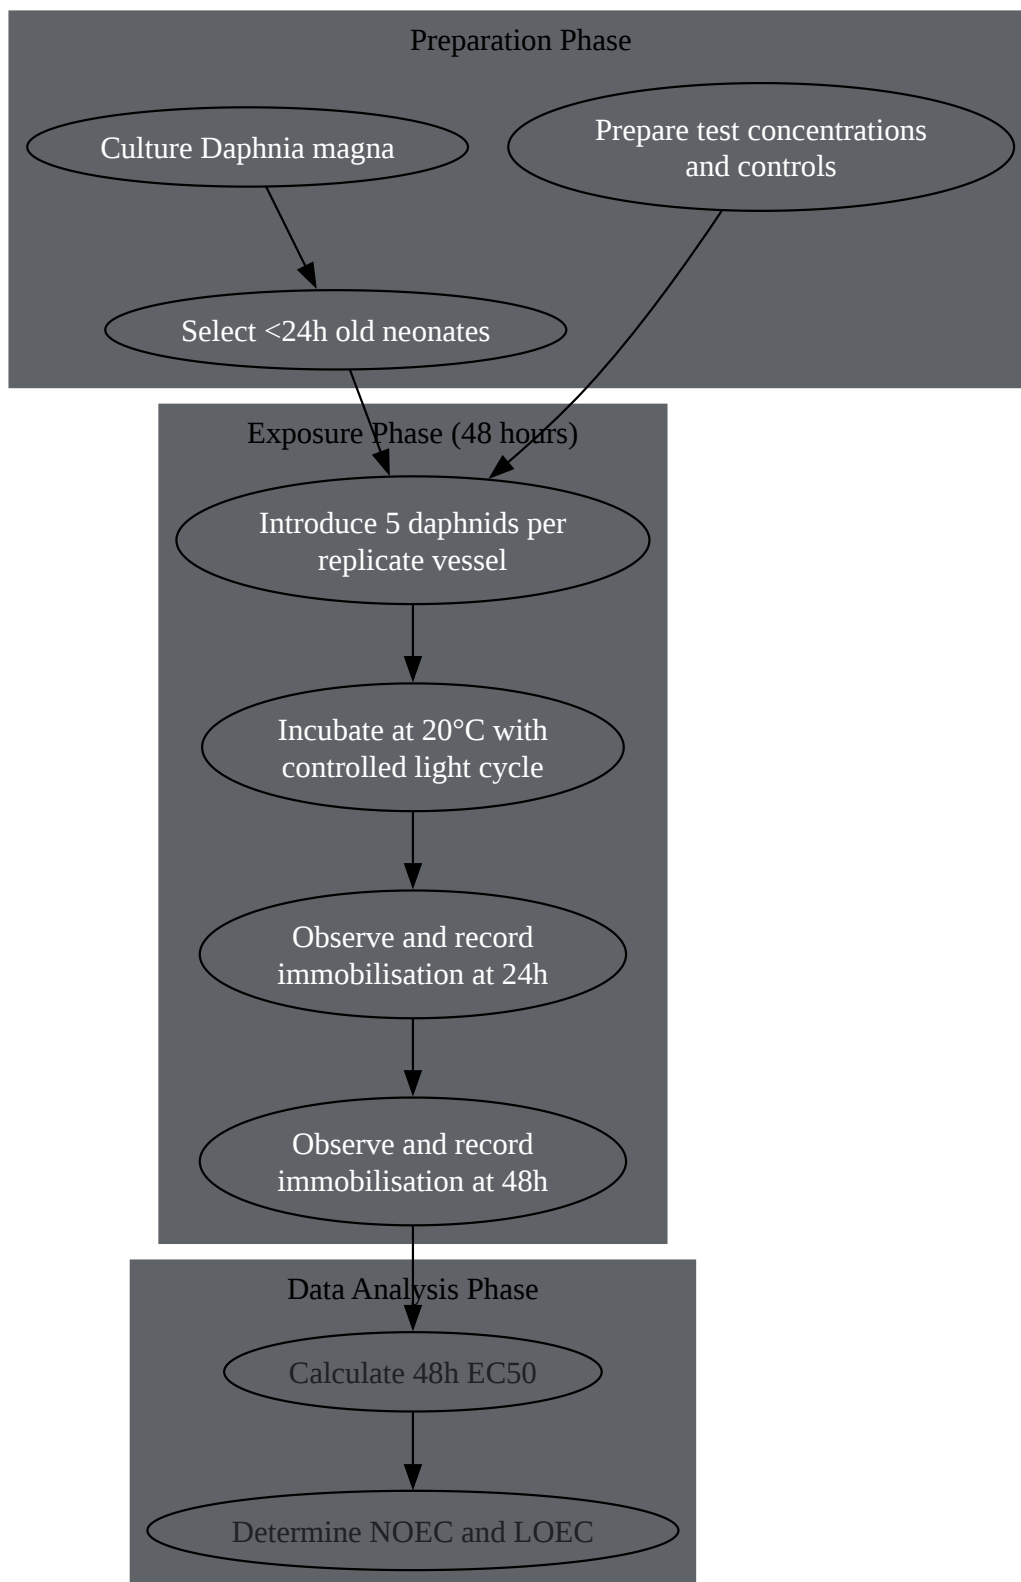 Preparation Phase
Culture Daphnia magna
Prepare test concentrations
and controls
Select <24h old neonates
Exposure Phase (48 hours)
Introduce 5 daphnids per
replicate vessel
Incubate at 20°C with
controlled light cycle
Observe and record
immobilisation at 24h
Observe and record
immobilisation at 48h
Data Analysis Phase
Calculate 48h EC50
Determine NOEC and LOEC